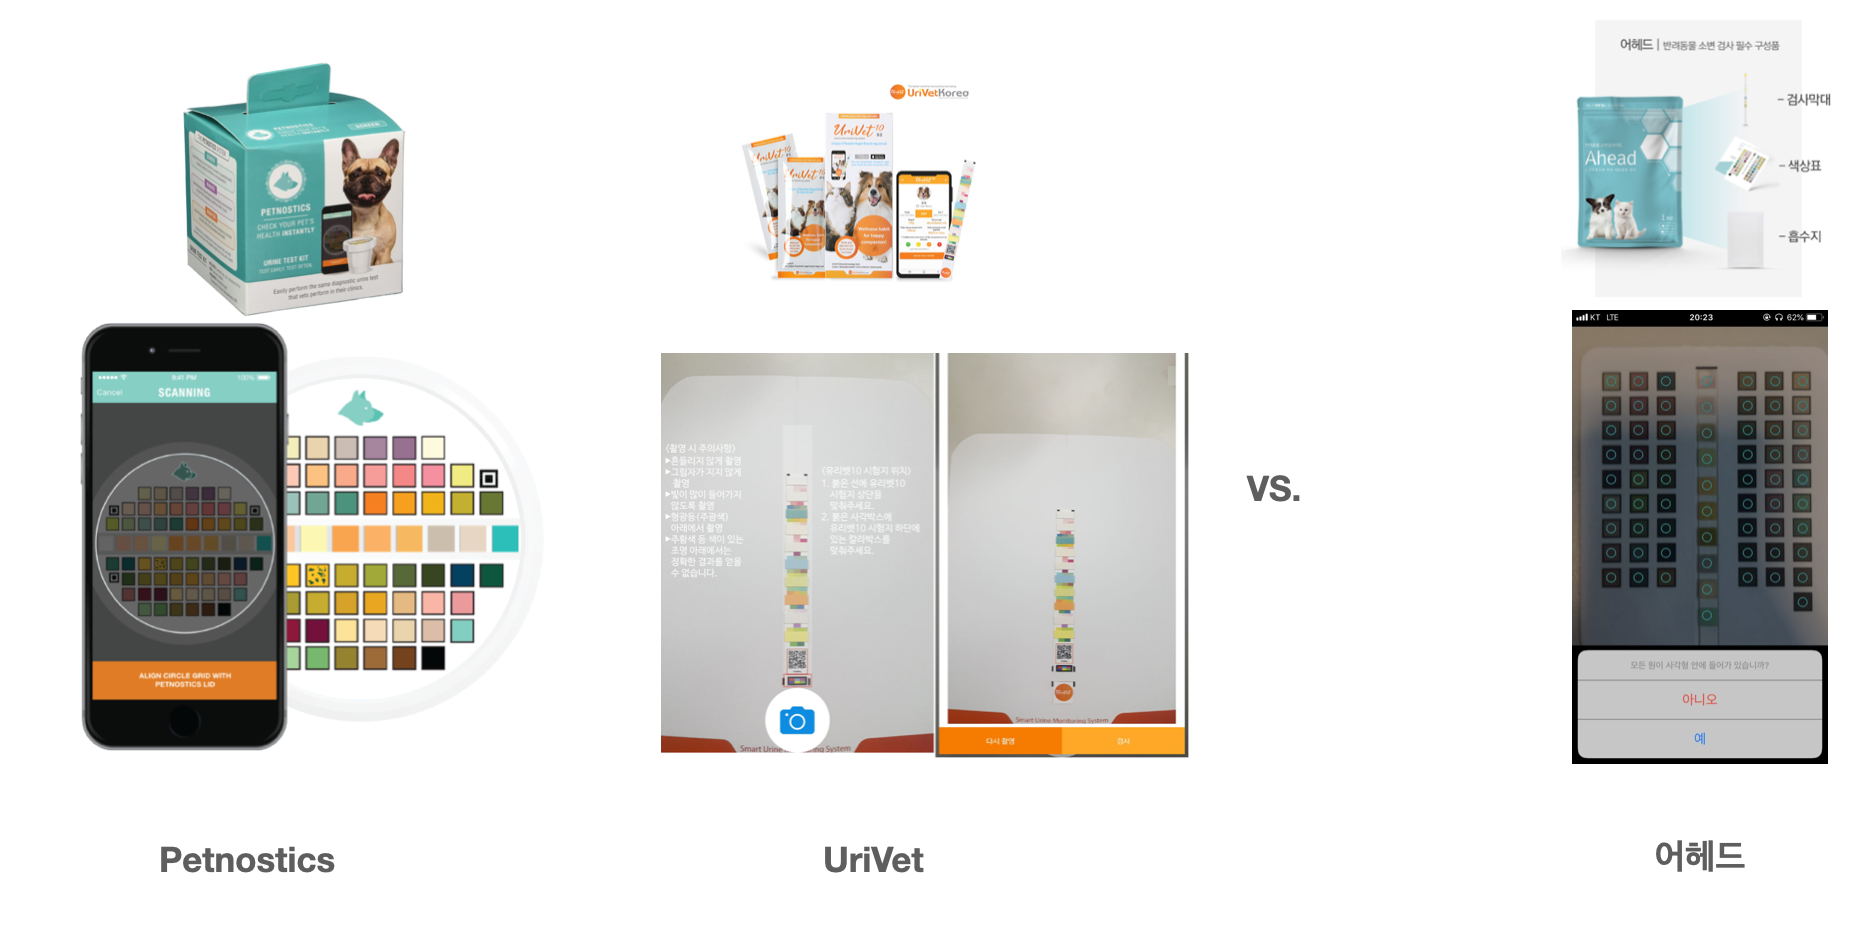 PETNOSTICS
CHECK YOUR PET'S
HEALTH INSTANTLY
URINE TEST KIT
Easily perform the same diagnostic urine test
that vets perform in their clinics.
9:41 PM
100%
Cancel
SCANNING
ALIGN CIRCLE GRID WITH
PETNOSTICS LID
Petnostics
UriVetKorea
UriVet 10
UriVet 10
UriVet 10
<촬영 시 주의사항>
▶흔들리지 않게 촬영
▶그림자가 지지 않게
촬영
▶빛이 많이 들어가지
않도록 촬영
▶형광등(주광색)
아래에서 촬영
▶주황색 등 색이 있는
조명 아래에서는
정확한 결과를 얻을
수 없습니다.
<유리벳10 시험지 위치>
1. 붉은 선에 유리벳10
시험지 상단을
맞춰주세요.
2. 붉은 사각박스에
유리벳10 시험지 하단에
있는 칼라박스를
맞춰주세요.
Smart Urine Monitoring System
Smart Urine Monitoring System
다시 촬영
검사
UriVet
VS.
어헤드 | 반려동물 소변 검사 필수 구성품
Ahead
- 검사막대
- 색상표
- 흡수지
KT LTE
20:23
62%
모든 원이 사각형 안에 들어가 있습니까?
아니오
예
어헤드